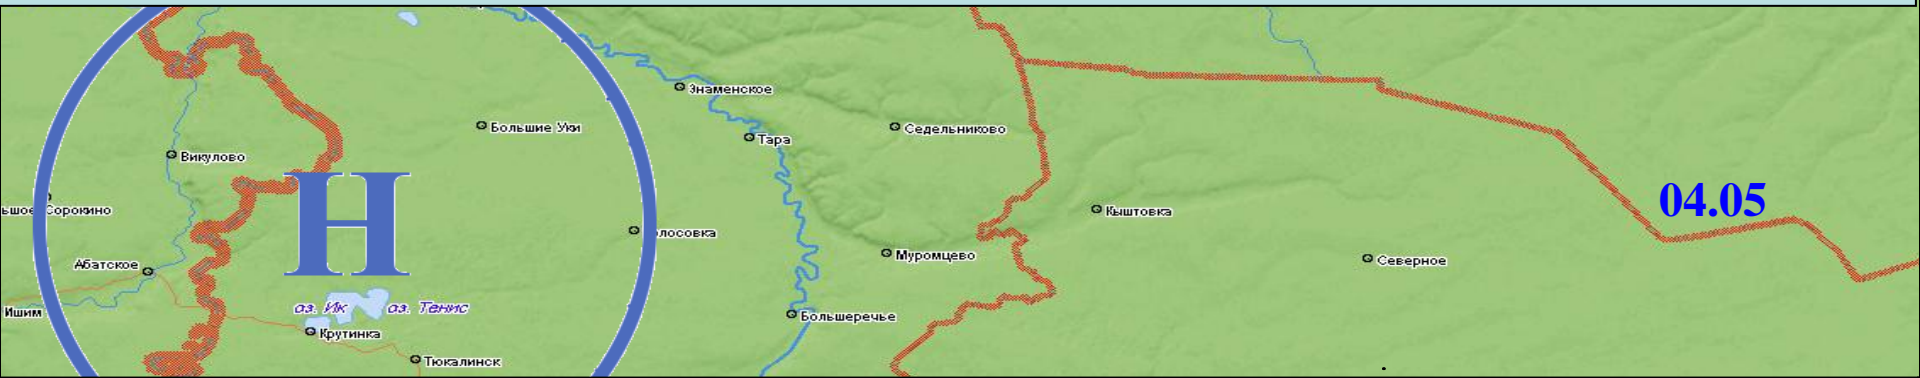 Знаменское
Большие Уки
Седельниково
Тара
Викулово
Н
04.05
Сорокино
Кыштовка
лосовка
Муромцево
Северное
Абатское
оз. Ик
оз. Тенис
Ишим
Большеречье
Крутинка
Тюкалинск